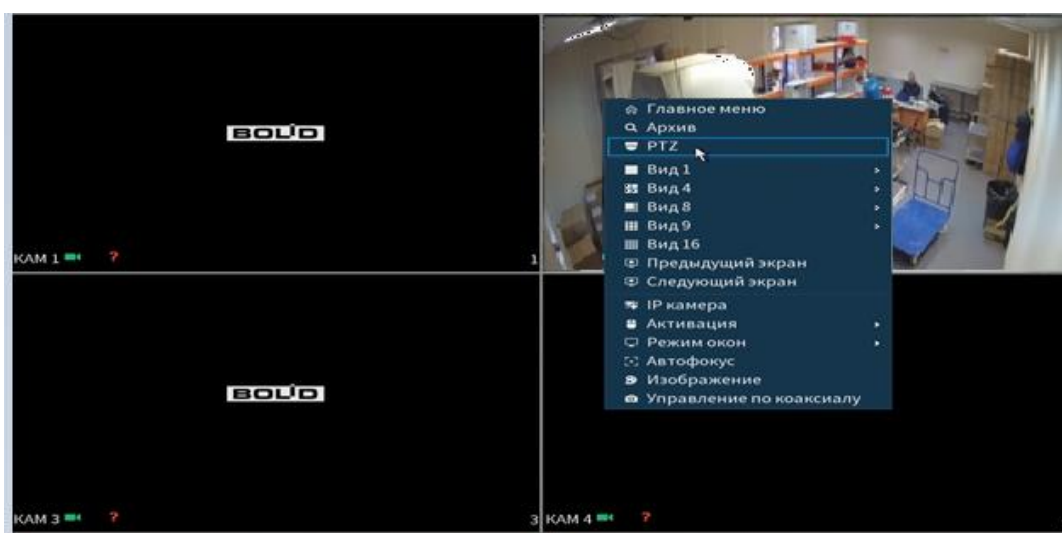 BOLID
Главное меню
Архив
PTZ
Вид 1
Вид 4
Вид 8
Вид 9
Вид 16
Предыдущий экран
Следующий экран
IP камера
Активация
Режим окон
Автофокус
Изображение
Управление по коаксиалу
КАМ 1 ? 1
BOLID
КАМ 3 ? 3
КАМ 4 ?